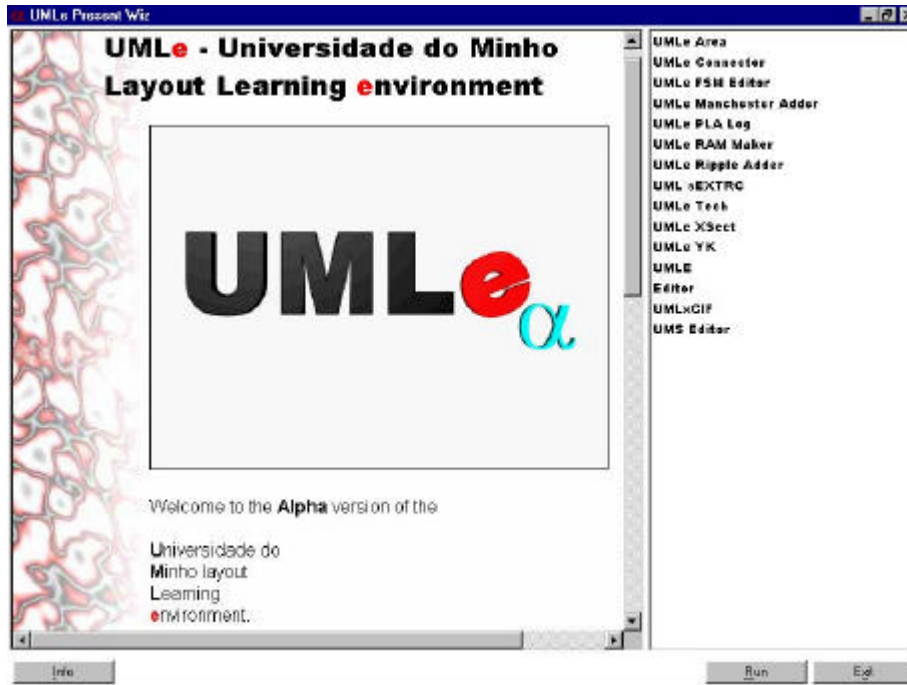 UMLe Present Wiz
UMLe - Universidade do Minho
Layout Learning environment
UMLe
α
Welcome to the Alpha version of the
Universidade do
Minho layout
Learning
environment.
UMLe Area
UMLe Connector
UMLe FSM Editor
UMLe Manchester Adder
UMLe PLA Log
UMLe RAM Maker
UMLe Ripple Adder
UML eEXTRC
UMLe Tech
UMLe XSect
UMLe YK
UMLE
Editor
UMLxCIF
UMS Editor
Info
Run
Exit